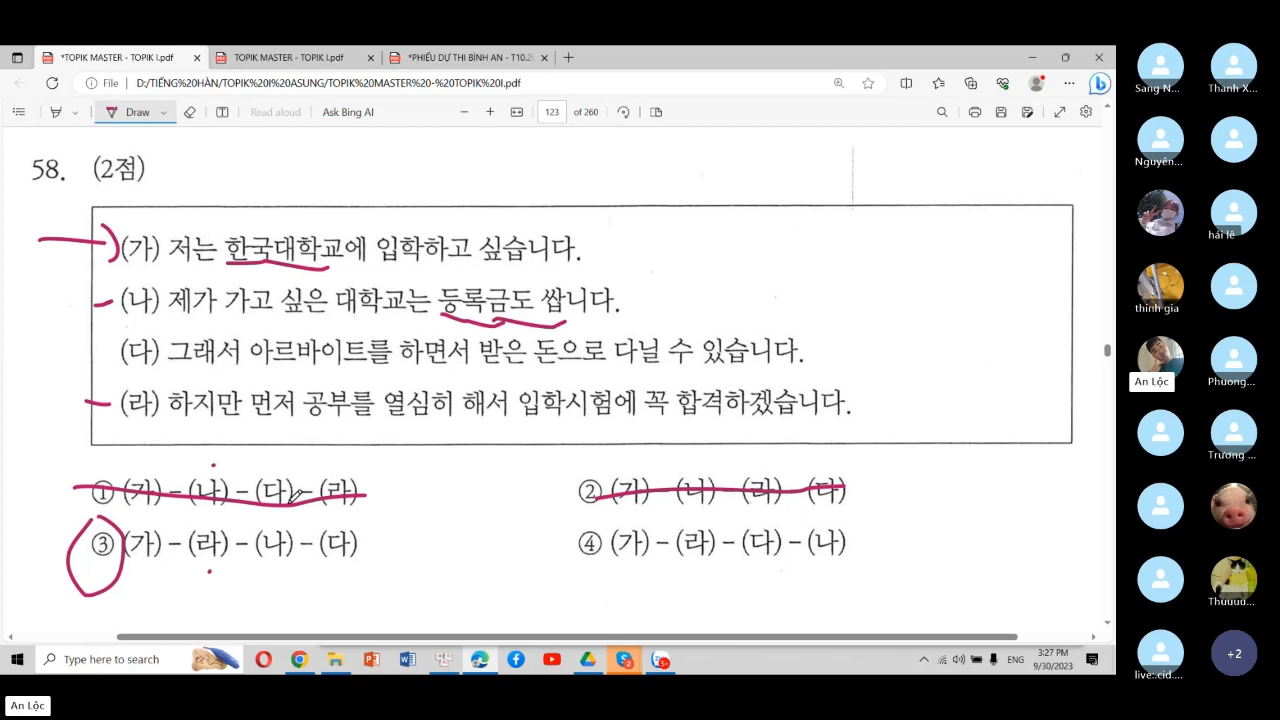 *TOPIK MASTER - TOPIK I.pdf
TOPIK MASTER - TOPIK I.pdf
*PHIẾU DỰ THI BÌNH AN - T10.2
File
D:/TIẾNG%20HÀN/TOPIK%20I%20ASUNG/TOPIK%20MASTER%20-%20TOPIK%20I.pdf
Draw
Read aloud
Ask Bing AI
123 of 260
58. (2점)
(가) 저는 한국대학교에 입학하고 싶습니다.
(나) 제가 가고 싶은 대학교는 등록금도 쌉니다.
(다) 그래서 아르바이트를 하면서 받은 돈으로 다닐 수 있습니다.
(라) 하지만 먼저 공부를 열심히 해서 입학시험에 꼭 합격하겠습니다.
① (가) – (나) – (다) – (라)
② (가) – (나) – (라) – (다)
③ (가) – (라) – (나) – (다)
④ (가) – (라) – (다) – (나)
Type here to search
ENG
3:27 PM
9/30/2023
Sang N...
Thanh X...
Nguyễn...
hải lê
thinh gia
An Lộc
Phuong...
Trương ...
Thuuuu...
live:.cid....
+2
An Lộc